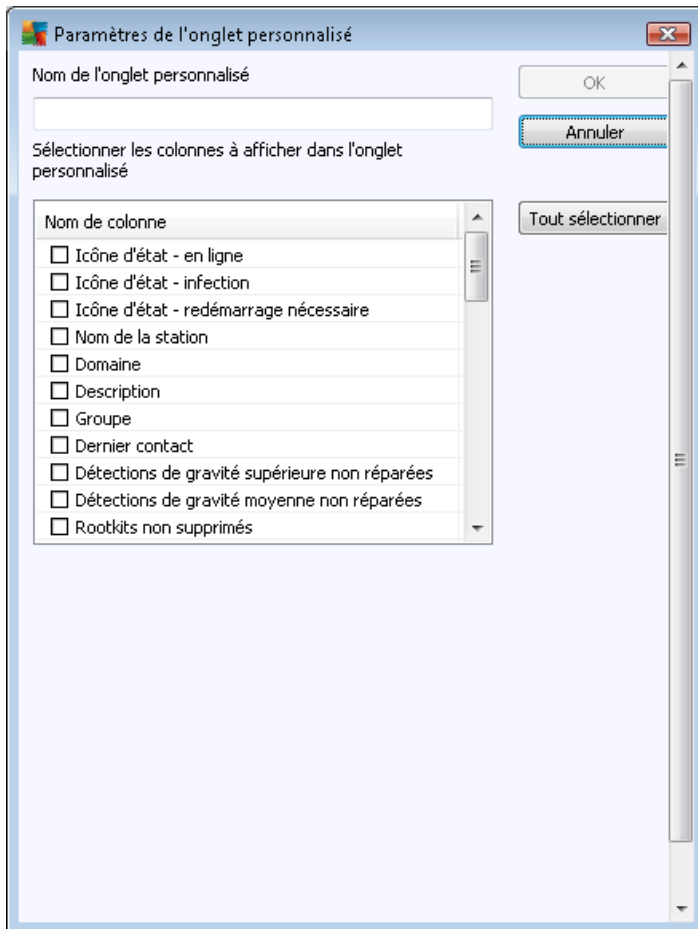 Paramètres de l'onglet personnalisé
Nom de l'onglet personnalisé
OK
Annuler
Sélectionner les colonnes à afficher dans l'onglet
personnalisé
Tout sélectionner
Nom de colonne
Icône d'état - en ligne
Icône d'état - infection
Icône d'état - redémarrage nécessaire
Nom de la station
Domaine
Description
Groupe
Dernier contact
Détections de gravité supérieure non réparées
Détections de gravité moyenne non réparées
Rootkits non supprimés